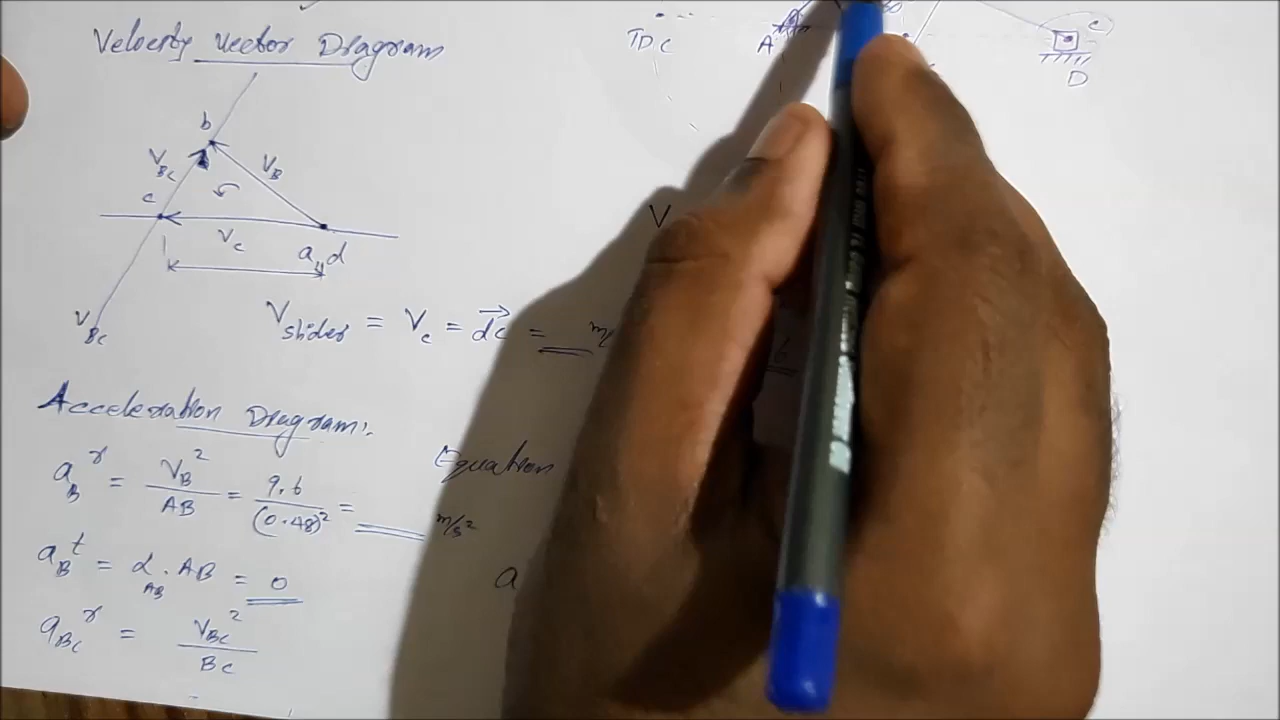 Velocity Vector Diagram
TDC A C
D
b
V_BC V_B
c
V_c a, d
V_BC
V_slider = V_c = dc = m/
V
6
Acceleration Diagram:
a_B^r = V_B^2 / AB = 9.6 / (0.48)^2 = m/s^2
Equation
a_B^t = α_AB . AB = 0
a
a_BC^r = V_BC^2 / BC